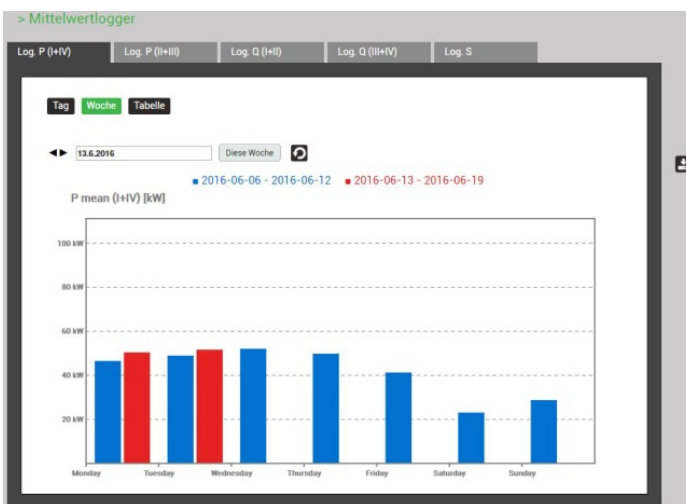 > Mittelwertlogger
Log. P (I+IV) Log. P (II+III) Log. Q (I+II) Log. Q (III+IV) Log. S
Tag Woche Tabelle
13.6.2016 Diese Woche
2016-06-06 - 2016-06-12 2016-06-13 - 2016-06-19
P mean (I+IV) [kW]
100 kW
80 kW
60 kW
40 kW
20 kW
Monday Tuesday Wednesday Thursday Friday Saturday Sunday